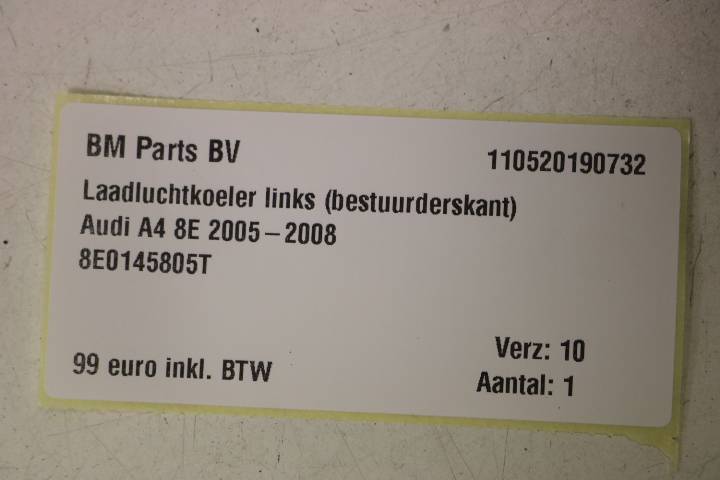 BM Parts BV 110520190732
Laadluchtkoeler links (bestuurderskant)
Audi A4 8E 2005-2008
8E0145805T
Verz: 10
99 euro inkl. BTW Aantal: 1